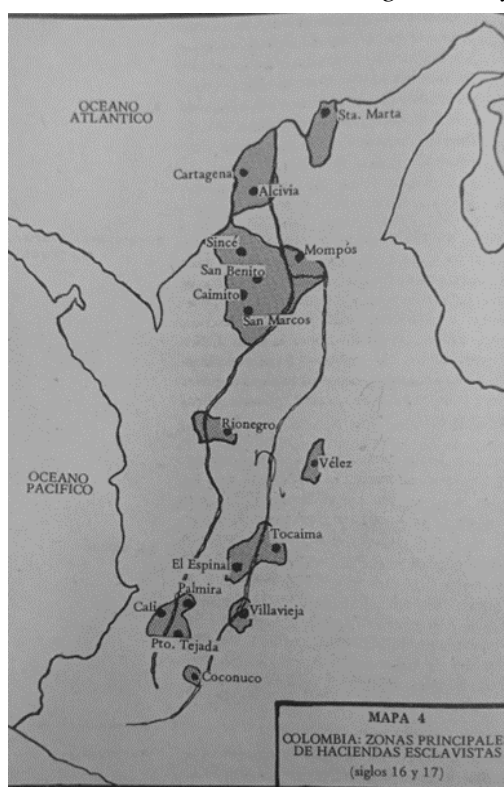 OCEANO
ATLANTICO
Sta. Marta
Cartagena
Alcivia
Sincé
Mompós
San Benito
Caimito
San Marcos
Rionegro
OCEANO
PACIFICO
Vélez
Tocaima
El Espinal
Palmira
Cali
Villavieja
Pto. Tejada
Coconuco
MAPA 4
COLOMBIA: ZONAS PRINCIPALE
DE HACIENDAS ESCLAVISTAS
(siglos 16 y 17)